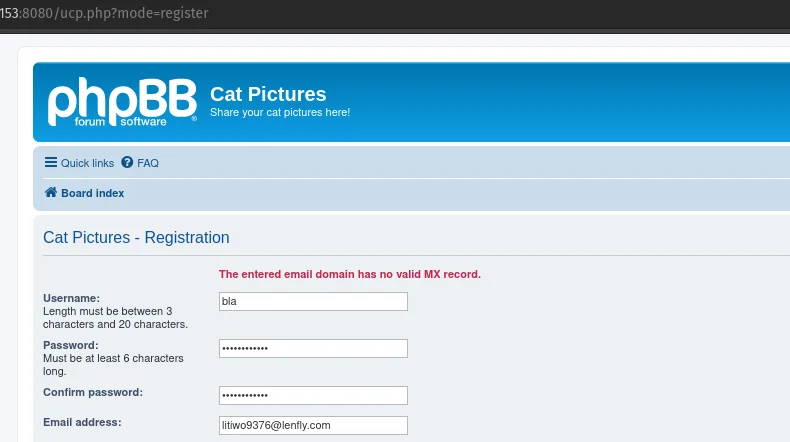 153:8080/ucp.php?mode=register
phpBB
forum software
®
Cat Pictures
Share your cat pictures here!
Quick links
FAQ
Board index
Cat Pictures - Registration
The entered email domain has no valid MX record.
Username:
Length must be between 3
characters and 20 characters.
bla
Password:
Must be at least 6 characters
long.
••••••••••••
Confirm password:
••••••••••••
Email address:
litiwo9376@lenfly.com